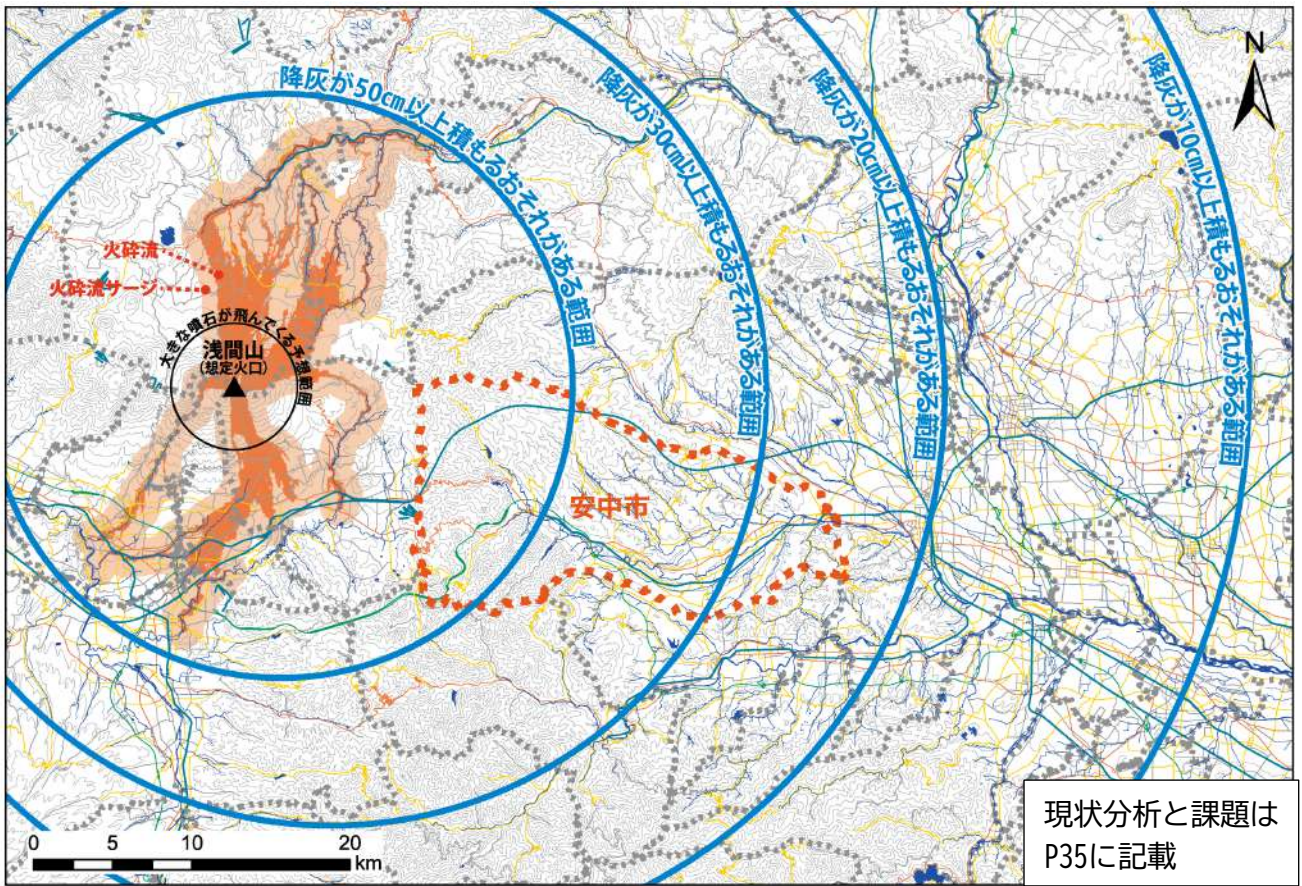 N
降灰が50cm以上積もるおそれがある範囲
降灰が30cm以上積もるおそれがある範囲
降灰が20cm以上積もるおそれがある範囲
降灰が10cm以上積もるおそれがある範囲
火砕流
火砕流サージ
大きな噴石が飛んでくる予想範囲
浅間山
(想定火口)
安中市
0 5 10 20
km
現状分析と課題は
P35に記載